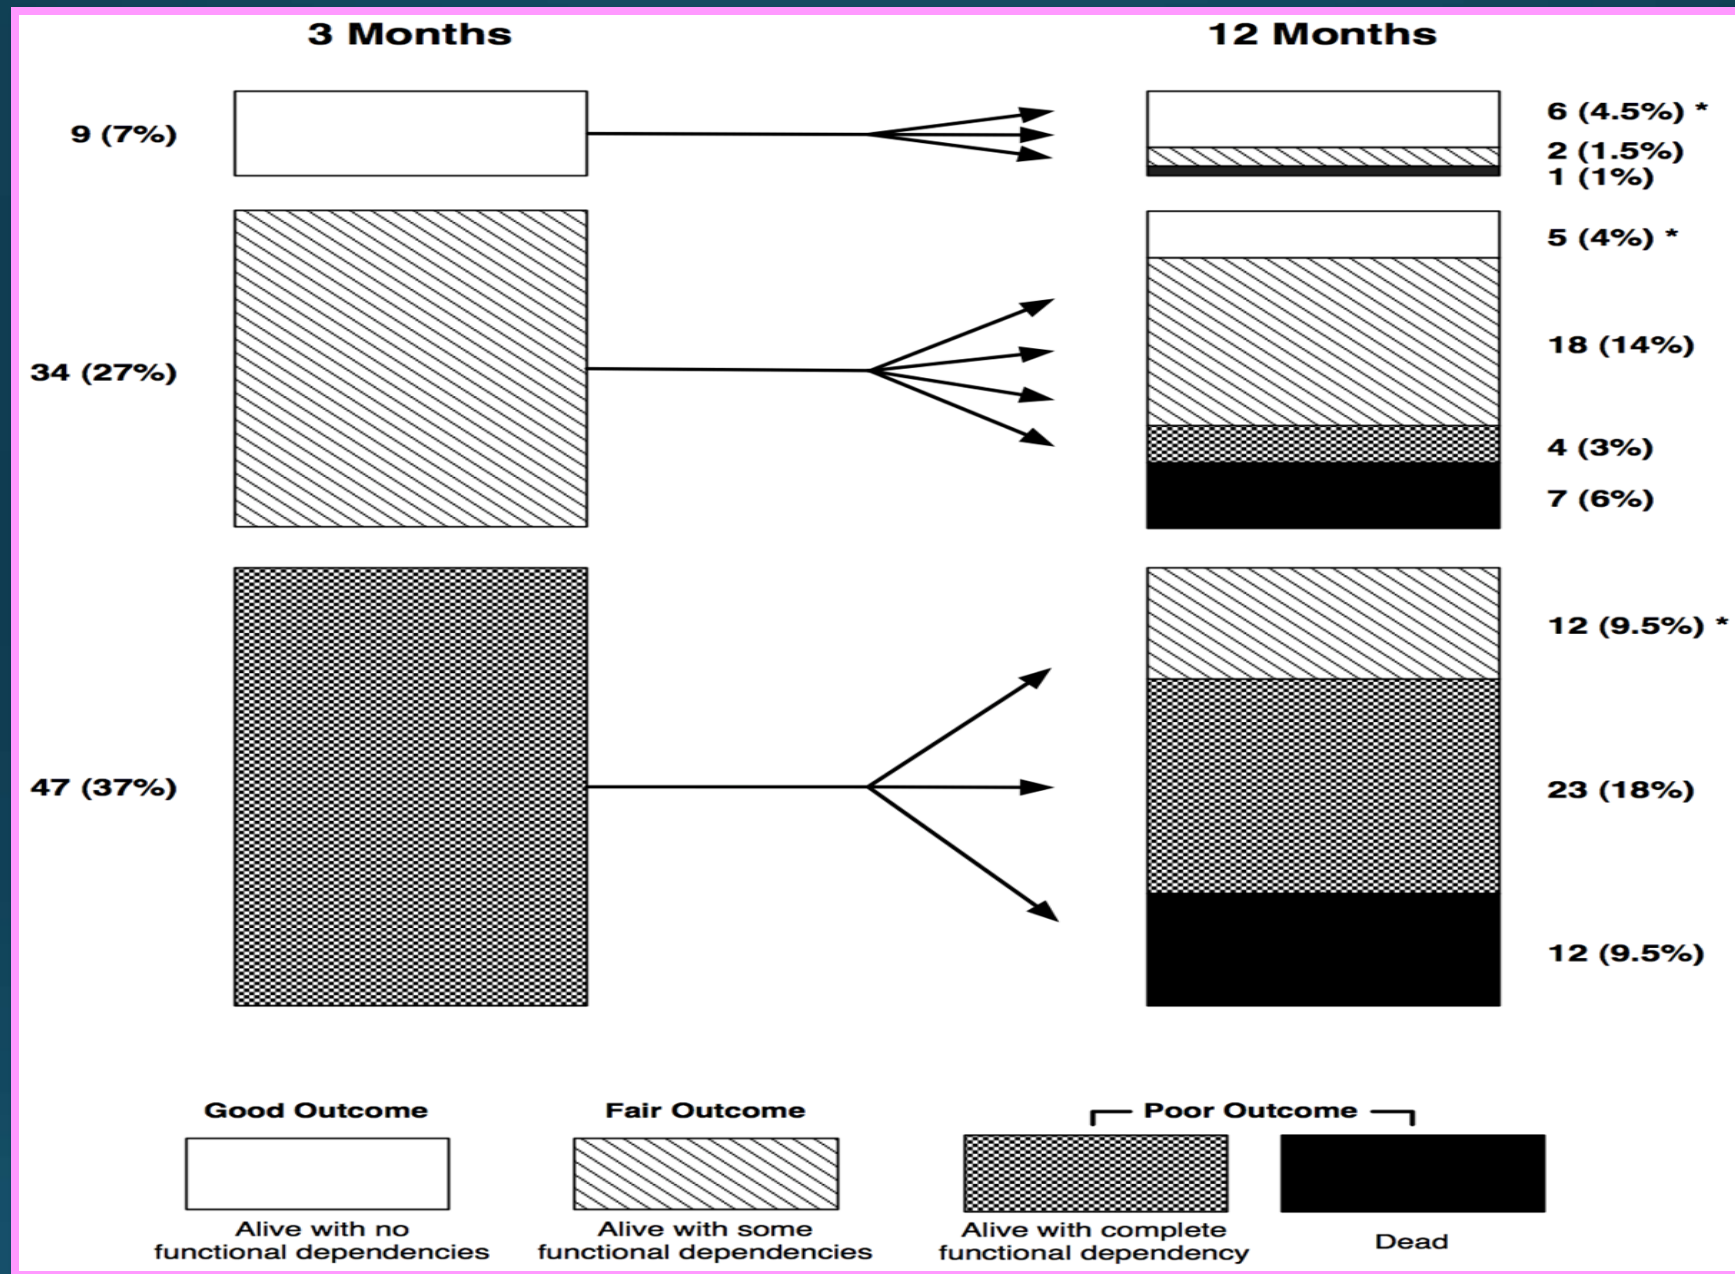 3 Months
12 Months
9 (7%)
6 (4.5%) *
2 (1.5%)
1 (1%)
34 (27%)
5 (4%) *
18 (14%)
4 (3%)
7 (6%)
47 (37%)
12 (9.5%) *
23 (18%)
12 (9.5%)
Good Outcome
Fair Outcome
Poor Outcome
Alive with no
functional dependencies
Alive with some
functional dependencies
Alive with complete
functional dependency
Dead